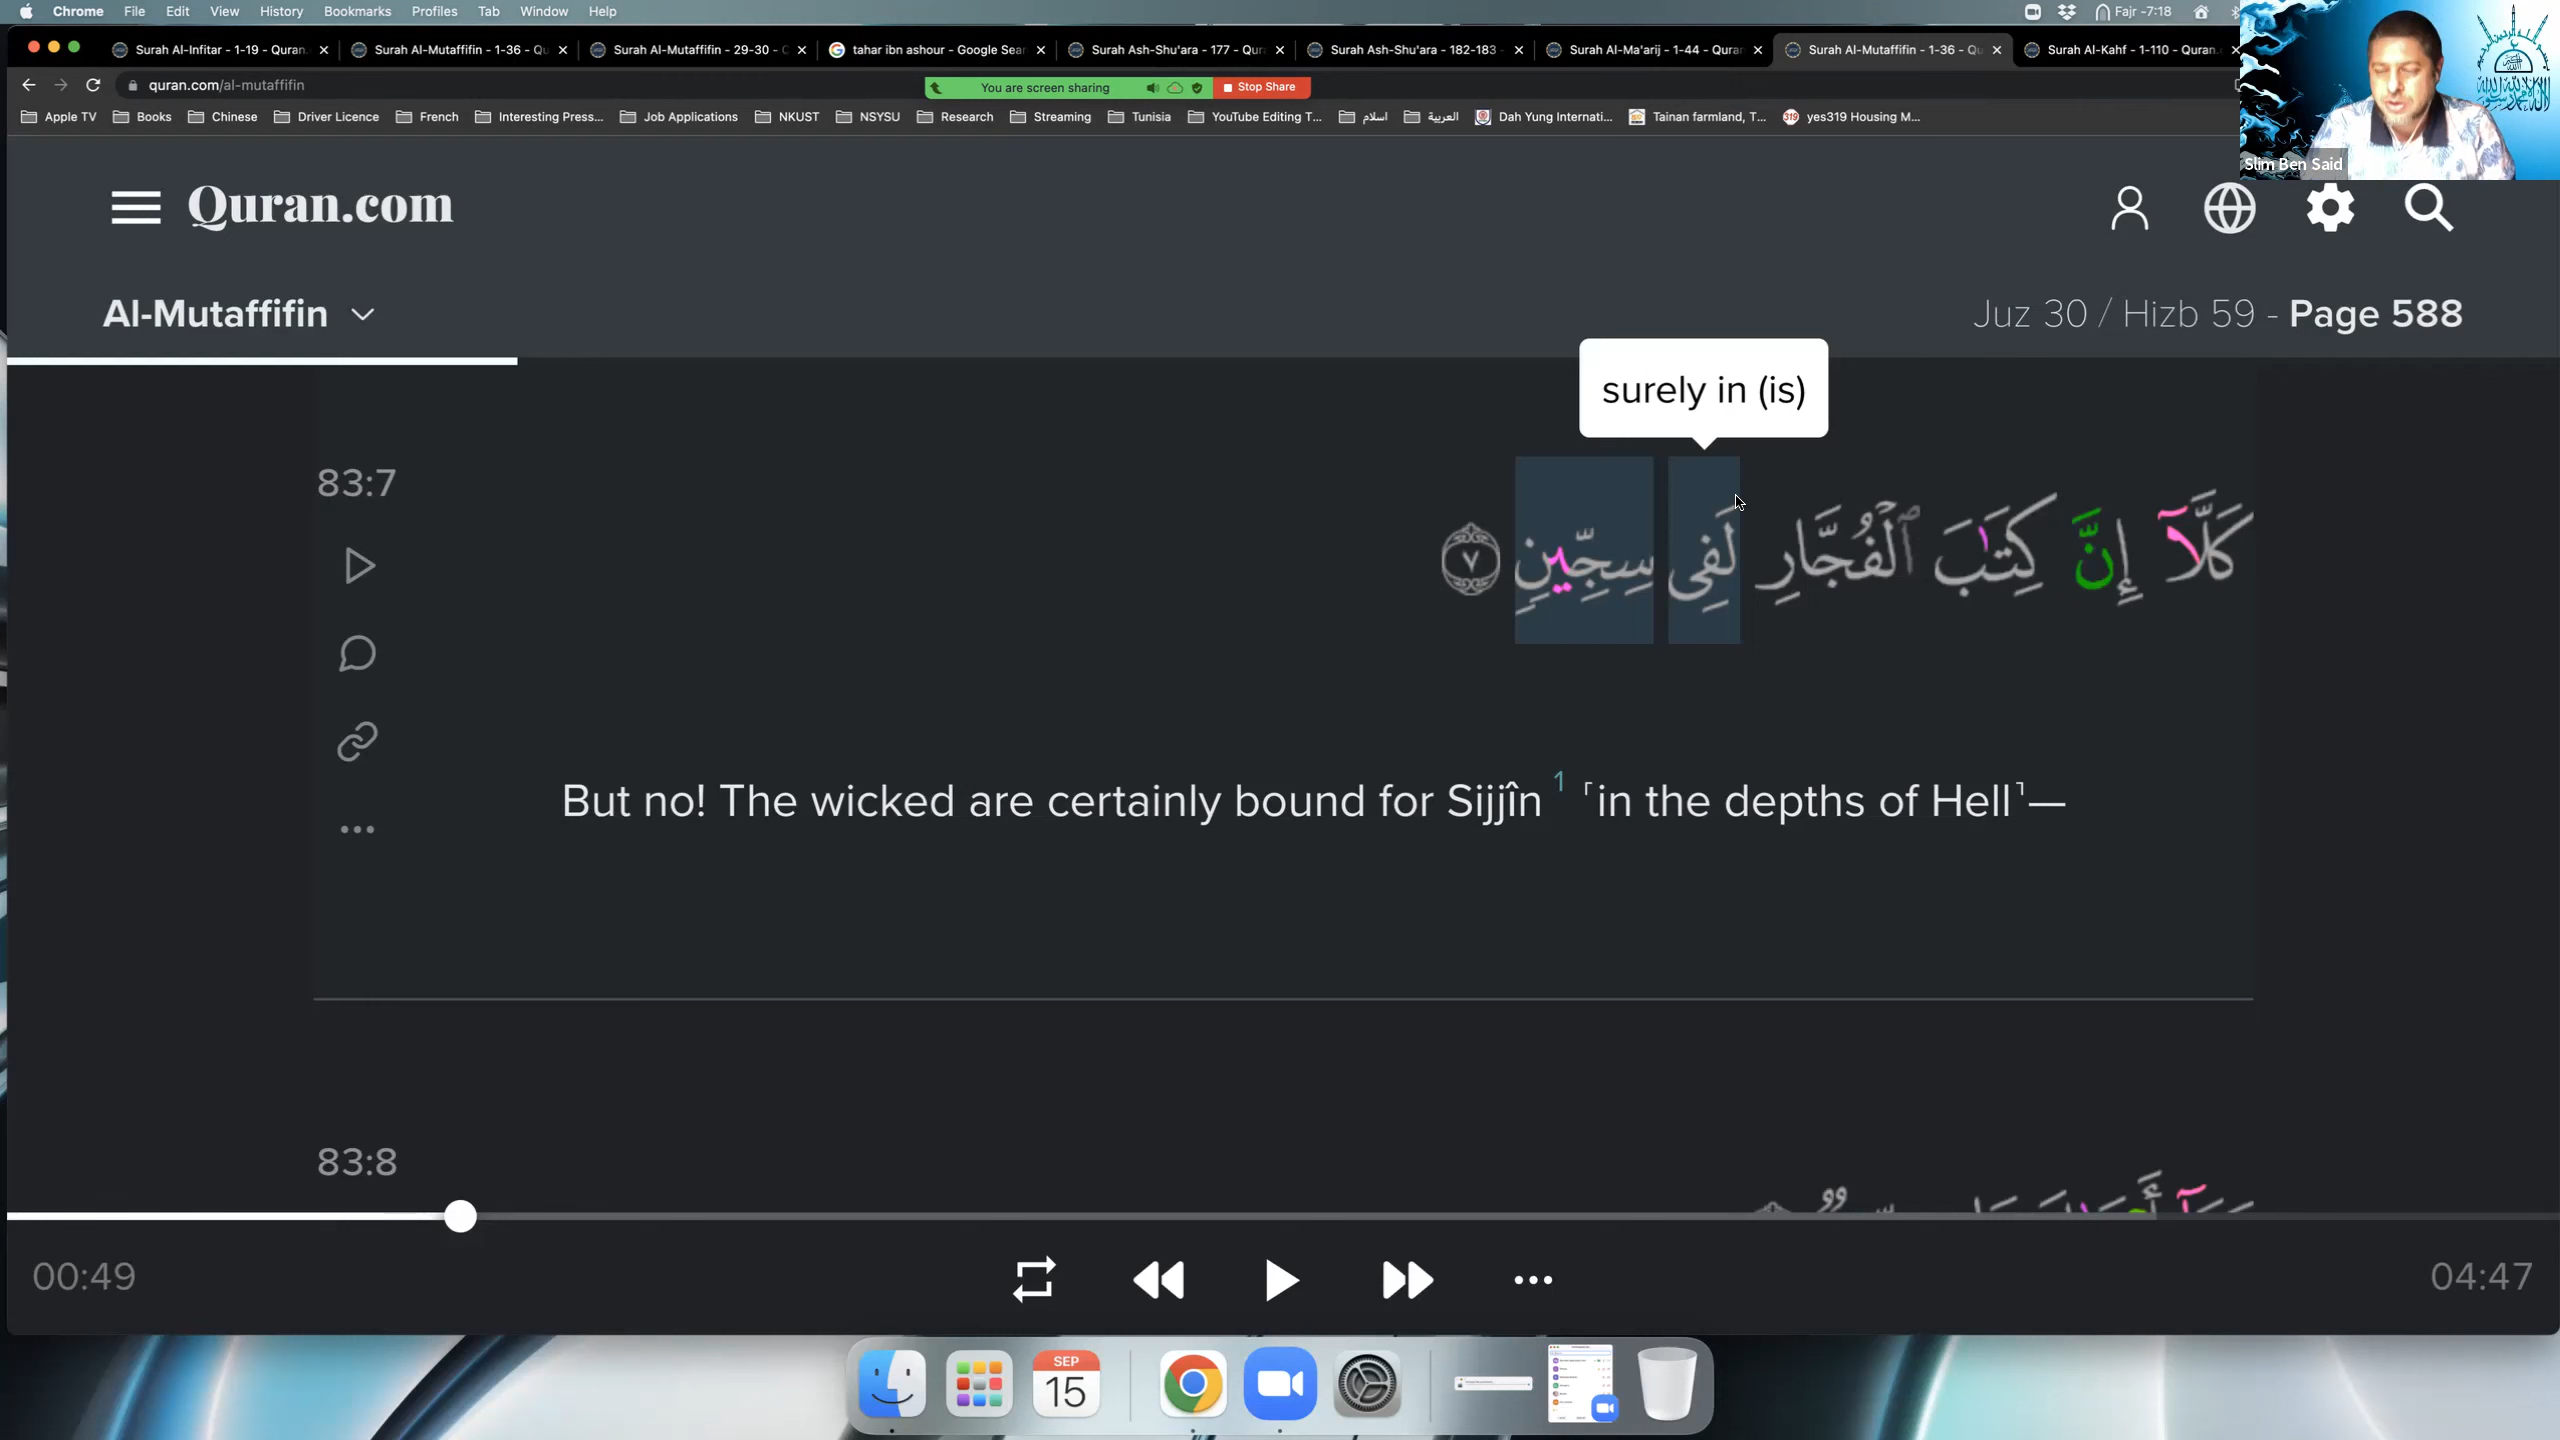 Chrome File Edit View History Bookmarks Profiles Tab Window Help
Fajr -7:18
Surah Al-Infitar - 1-19 - Quran.
Surah Al-Mutaffifin - 1-36 - Qu
Surah Al-Mutaffifin - 29-30 -
tahar ibn ashour - Google Sear
Surah Ash-Shu'ara - 177 - Qur
Surah Ash-Shu'ara - 182-183 -
Surah Al-Ma'arij - 1-44 - Quran
Surah Al-Mutaffifin - 1-36 - Qu
Surah Al-Kahf - 1-110 - Quran.
quran.com/al-mutaffifin
You are screen sharing
Stop Share
Apple TV Books Chinese Driver Licence French Interesting Press... Job Applications NKUST NSYSU Research Streaming Tunisia YouTube Editing T... اسلام العربية Dah Yung Internati... Tainan farmland, T... yes319 Housing M...
Slim Ben Said
Quran.com
Al-Mutaffifin
Juz 30 / Hizb 59 - Page 588
surely in (is)
83:7
كَلَّآ إِنَّ كِتَـٰبَ ٱلْفُجَّارِ لَفِى سِجِّينٍ ٧
But no! The wicked are certainly bound for Sijjîn 1 ˹in the depths of Hell˺—
83:8
00:49
04:47
SEP
15